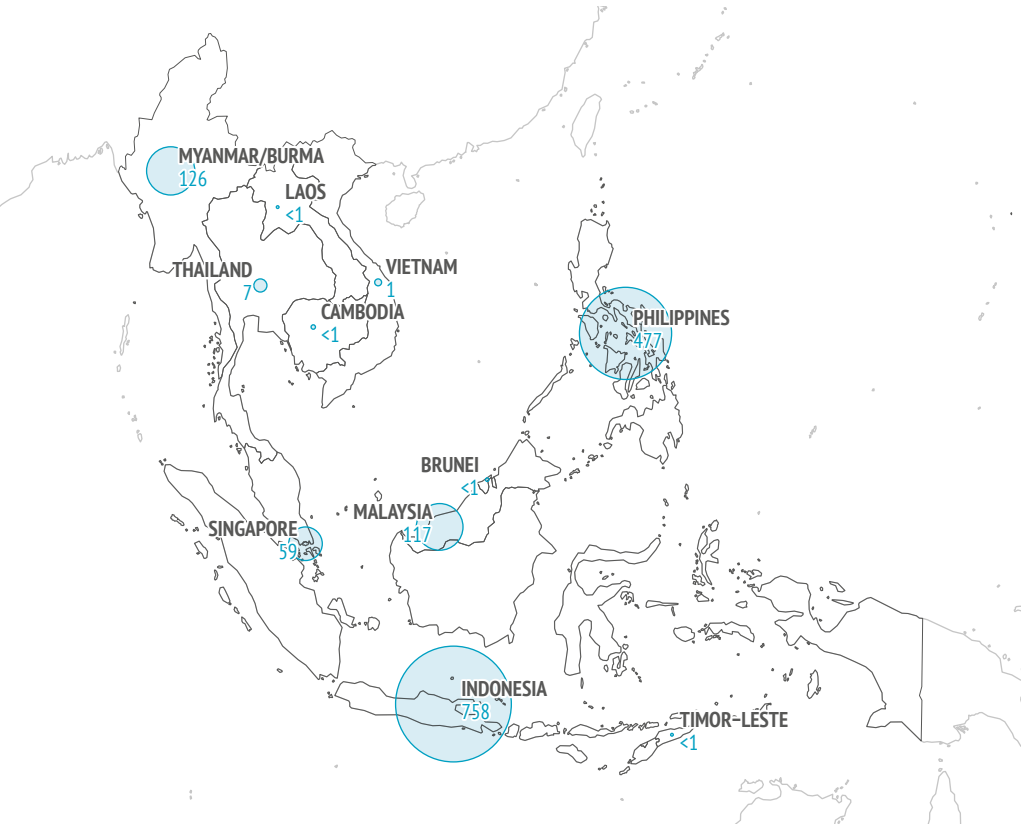 MYANMAR/BURMA
126
LAOS
<1
THAILAND
7
VIETNAM
1
CAMBODIA
<1
PHILIPPINES
477
BRUNEI
<1
MALAYSIA
117
SINGAPORE
59
INDONESIA
758
TIMOR-LESTE
<1